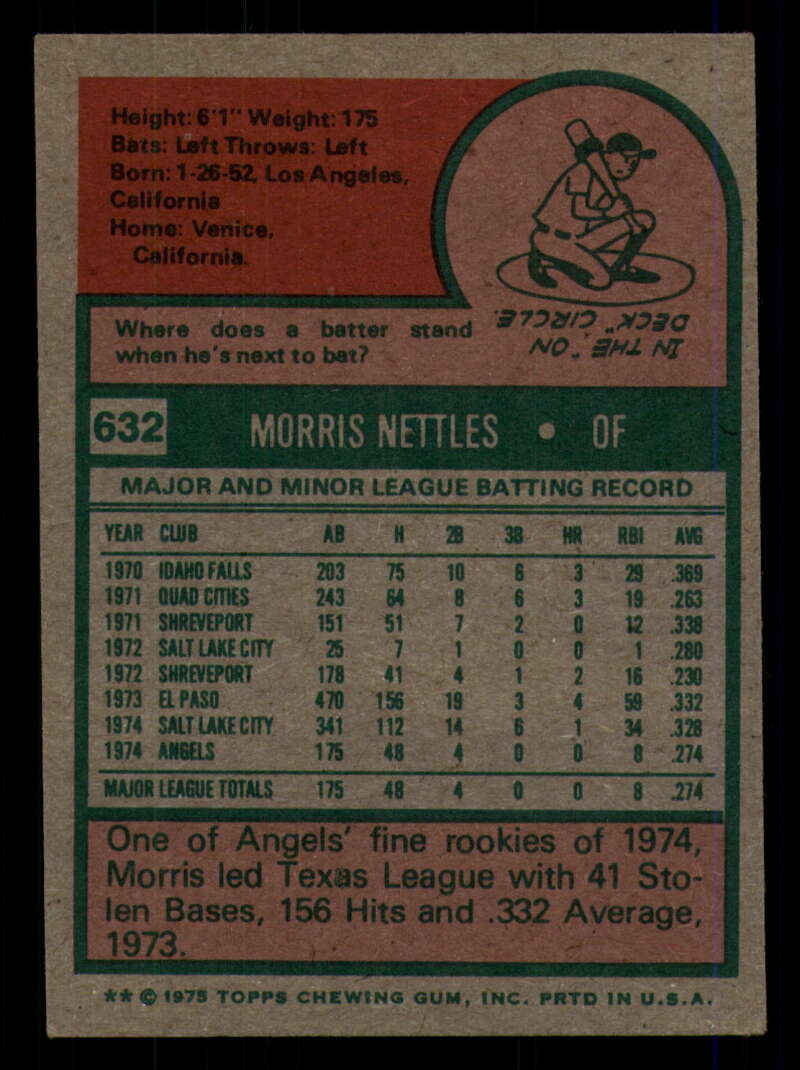 Height: 6'1" Weight: 175
Bats: Left Throws: Left
Born: 1-26-52, Los Angeles,
California
Home: Venice,
California.
Where does a batter stand
when he's next to bat?
IN THE "ON
DECK" CIRCLE.
632 MORRIS NETTLES • OF
MAJOR AND MINOR LEAGUE BATTING RECORD
YEAR CLUB AB H 2B 3B HR RBI AVG
1970 IDAHO FALLS 203 75 10 6 3 29 .369
1971 QUAD CITIES 243 64 8 6 3 19 .263
1971 SHREVEPORT 151 51 7 2 0 12 .338
1972 SALT LAKE CITY 25 7 1 0 0 1 .280
1972 SHREVEPORT 178 41 4 1 2 16 .230
1973 EL PASO 470 156 19 3 4 59 .332
1974 SALT LAKE CITY 341 112 14 6 1 34 .328
1974 ANGELS 175 48 4 0 0 8 .274
MAJOR LEAGUE TOTALS 175 48 4 0 0 8 .274
One of Angels' fine rookies of 1974,
Morris led Texas League with 41 Sto-
len Bases, 156 Hits and .332 Average,
1973.
** © 1975 TOPPS CHEWING GUM, INC. PRTD IN U.S.A.